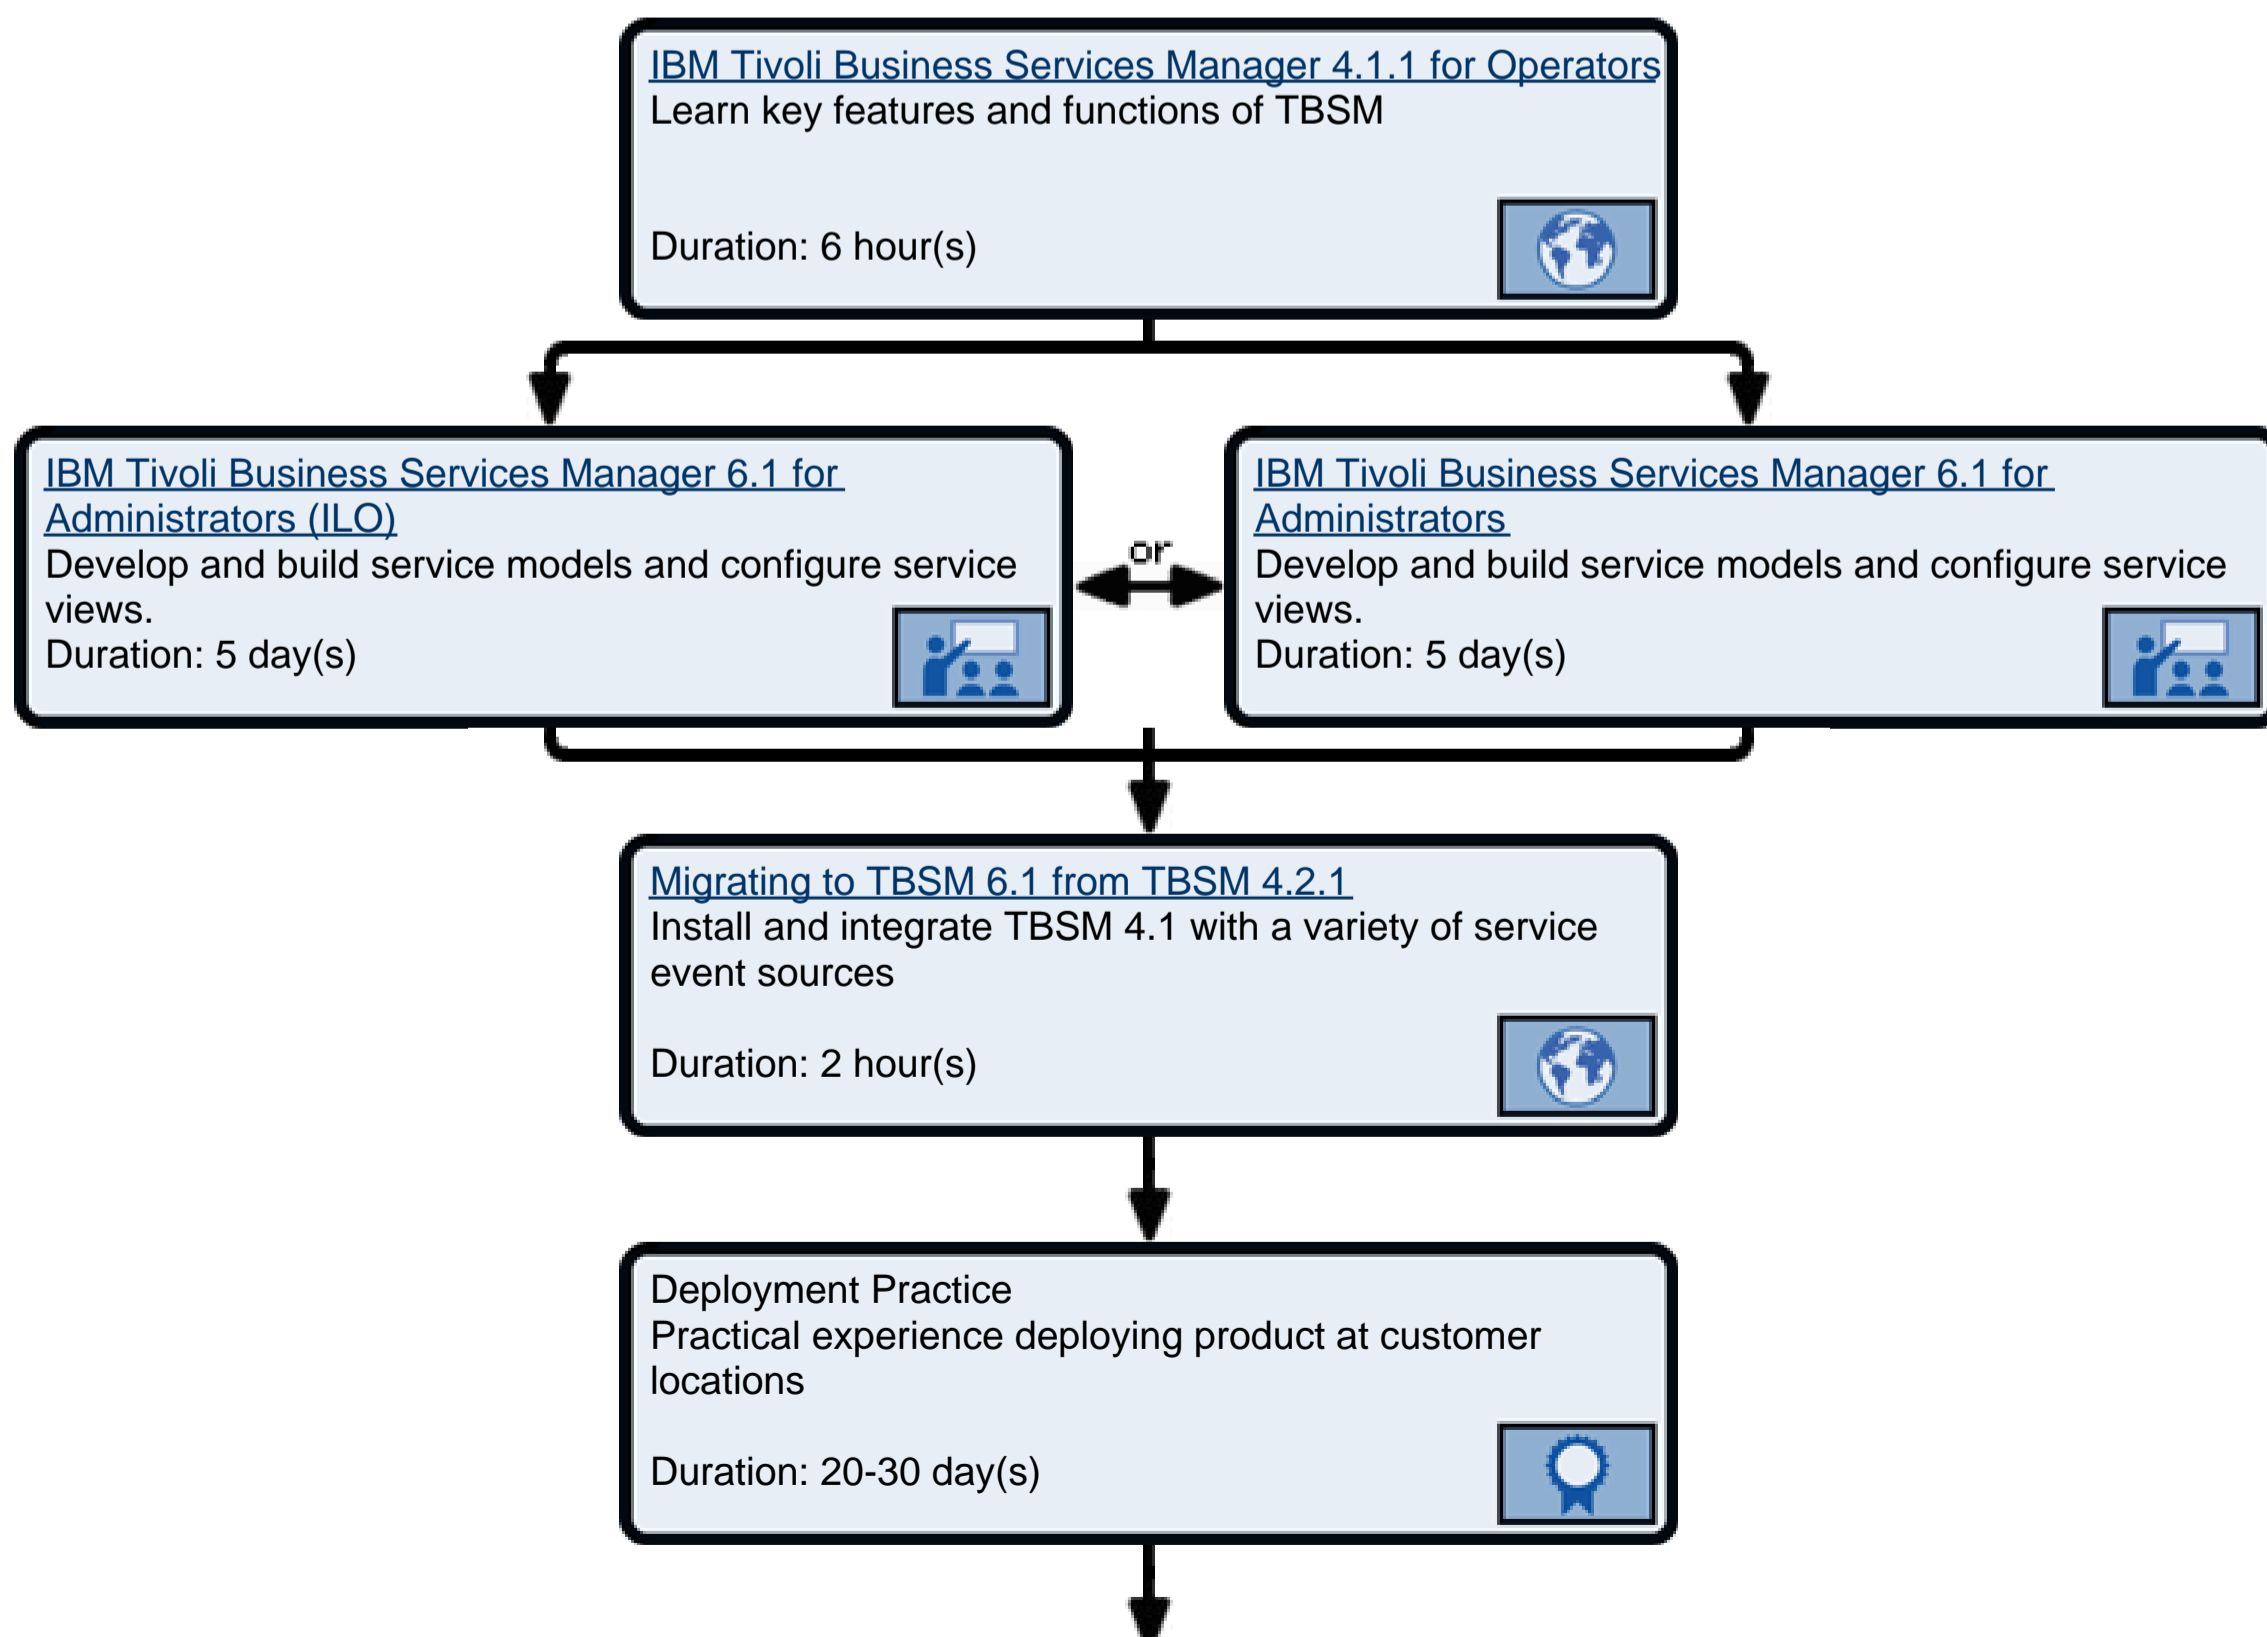 IBM Tivoli Business Services Manager 4.1.1 for Operators
Learn key features and functions of TBSM
Duration: 6 hour(s)
IBM Tivoli Business Services Manager 6.1 for
Administrators (ILO)
Develop and build service models and configure service
views.
Duration: 5 day(s)
or
IBM Tivoli Business Services Manager 6.1 for
Administrators
Develop and build service models and configure service
views.
Duration: 5 day(s)
Migrating to TBSM 6.1 from TBSM 4.2.1
Install and integrate TBSM 4.1 with a variety of service
event sources
Duration: 2 hour(s)
Deployment Practice
Practical experience deploying product at customer
locations
Duration: 20-30 day(s)